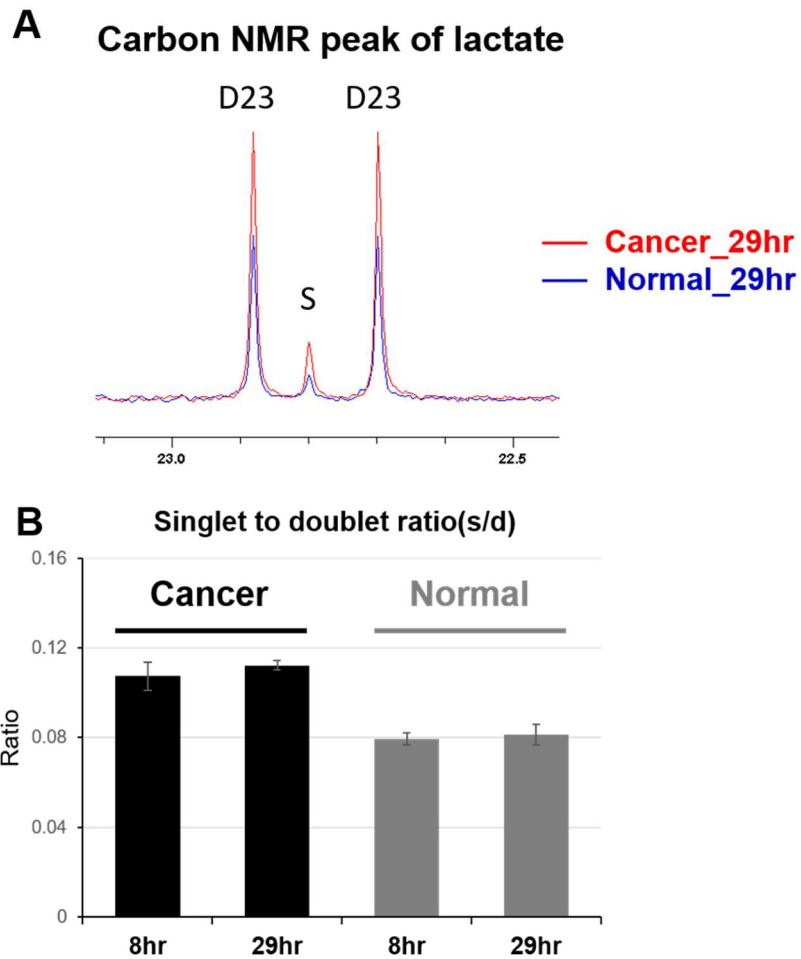 A
Carbon NMR peak of lactate
D23 D23
S
Cancer_29hr
Normal_29hr
23.0 22.5
B
Singlet to doublet ratio(s/d)
0.16
Cancer Normal
0.12
0.08
0.04
0
Ratio
8hr 29hr 8hr 29hr